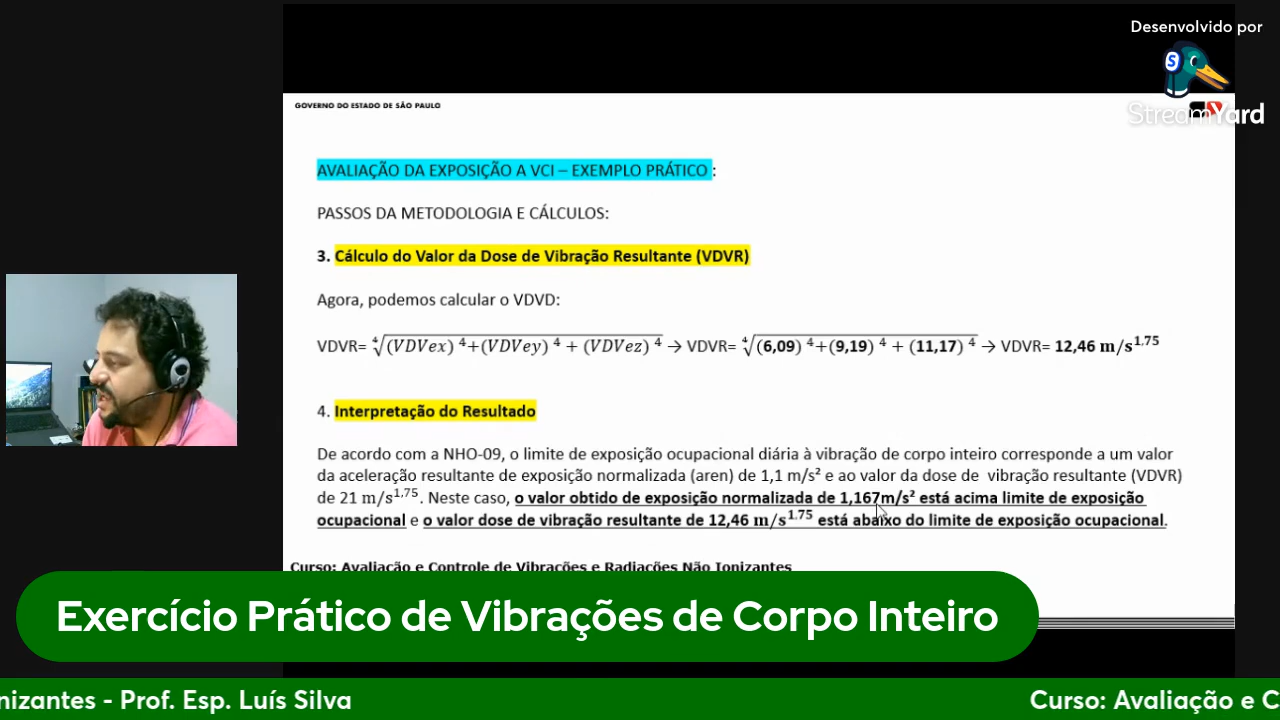 Desenvolvido por
StreamYard
GOVERNO DO ESTADO DE SÃO PAULO
AVALIAÇÃO DA EXPOSIÇÃO A VCI – EXEMPLO PRÁTICO :
PASSOS DA METODOLOGIA E CÁLCULOS:
3. Cálculo do Valor da Dose de Vibração Resultante (VDVR)
Agora, podemos calcular o VDVD:
VDVR= ⁴√(VDVex) ⁴+(VDVey) ⁴ + (VDVez) ⁴ → VDVR= ⁴√(6,09) ⁴+(9,19) ⁴ + (11,17) ⁴ → VDVR= 12,46 m/s^1,75
4. Interpretação do Resultado
De acordo com a NHO-09, o limite de exposição ocupacional diária à vibração de corpo inteiro corresponde a um valor
da aceleração resultante de exposição normalizada (aren) de 1,1 m/s² e ao valor da dose de vibração resultante (VDVR)
de 21 m/s^1,75. Neste caso, o valor obtido de exposição normalizada de 1,167m/s² está acima limite de exposição
ocupacional e o valor dose de vibração resultante de 12,46 m/s^1.75 está abaixo do limite de exposição ocupacional.
Curso: Avaliação e Controle de Vibrações e Radiações Não Ionizantes
Exercício Prático de Vibrações de Corpo Inteiro
nizantes - Prof. Esp. Luís Silva
Curso: Avaliação e C